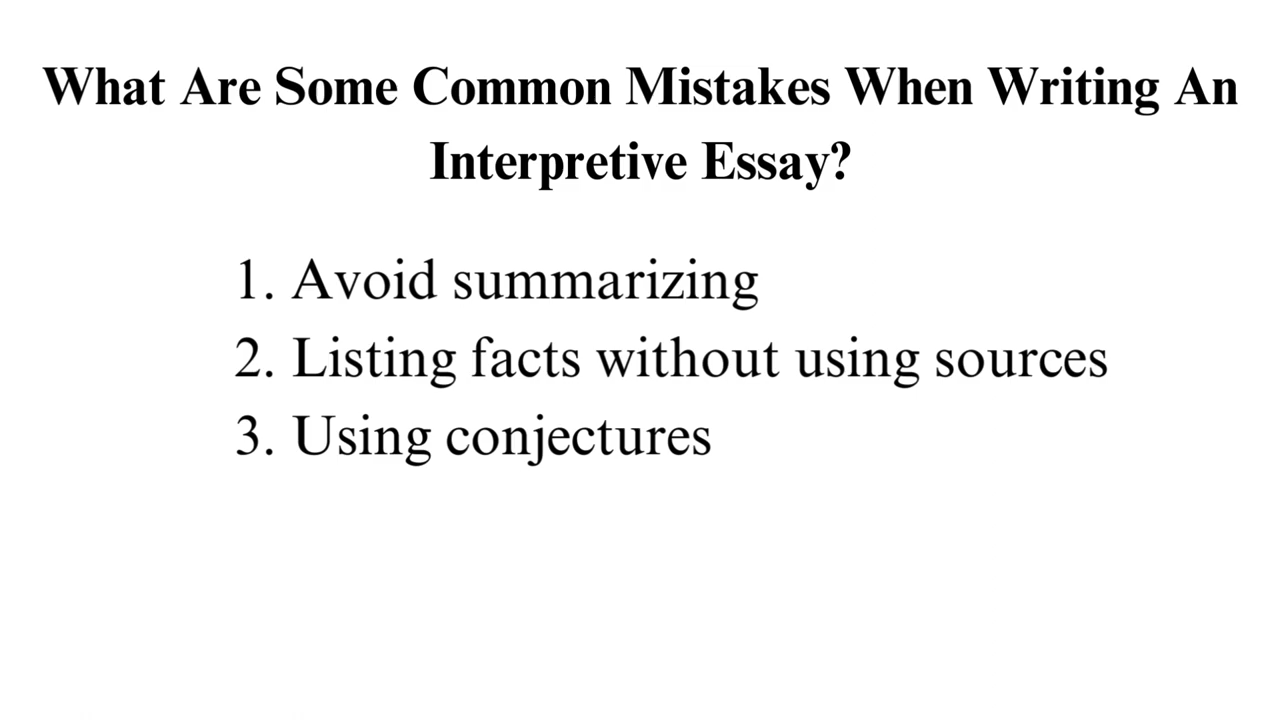 What Are Some Common Mistakes When Writing An
Interpretive Essay?
1. Avoid summarizing
2. Listing facts without using sources
3. Using conjectures